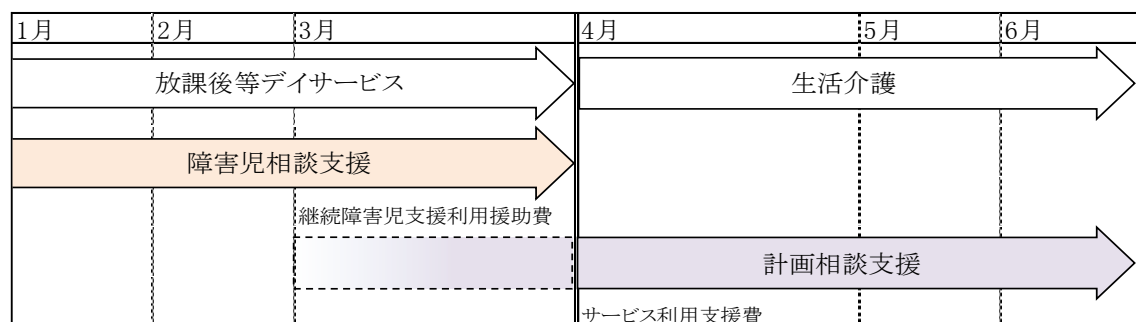 1月 2月 3月 4月 5月 6月
放課後等デイサービス 生活介護
障害児相談支援
継続障害児支援利用援助費
計画相談支援
サービス利用支援費